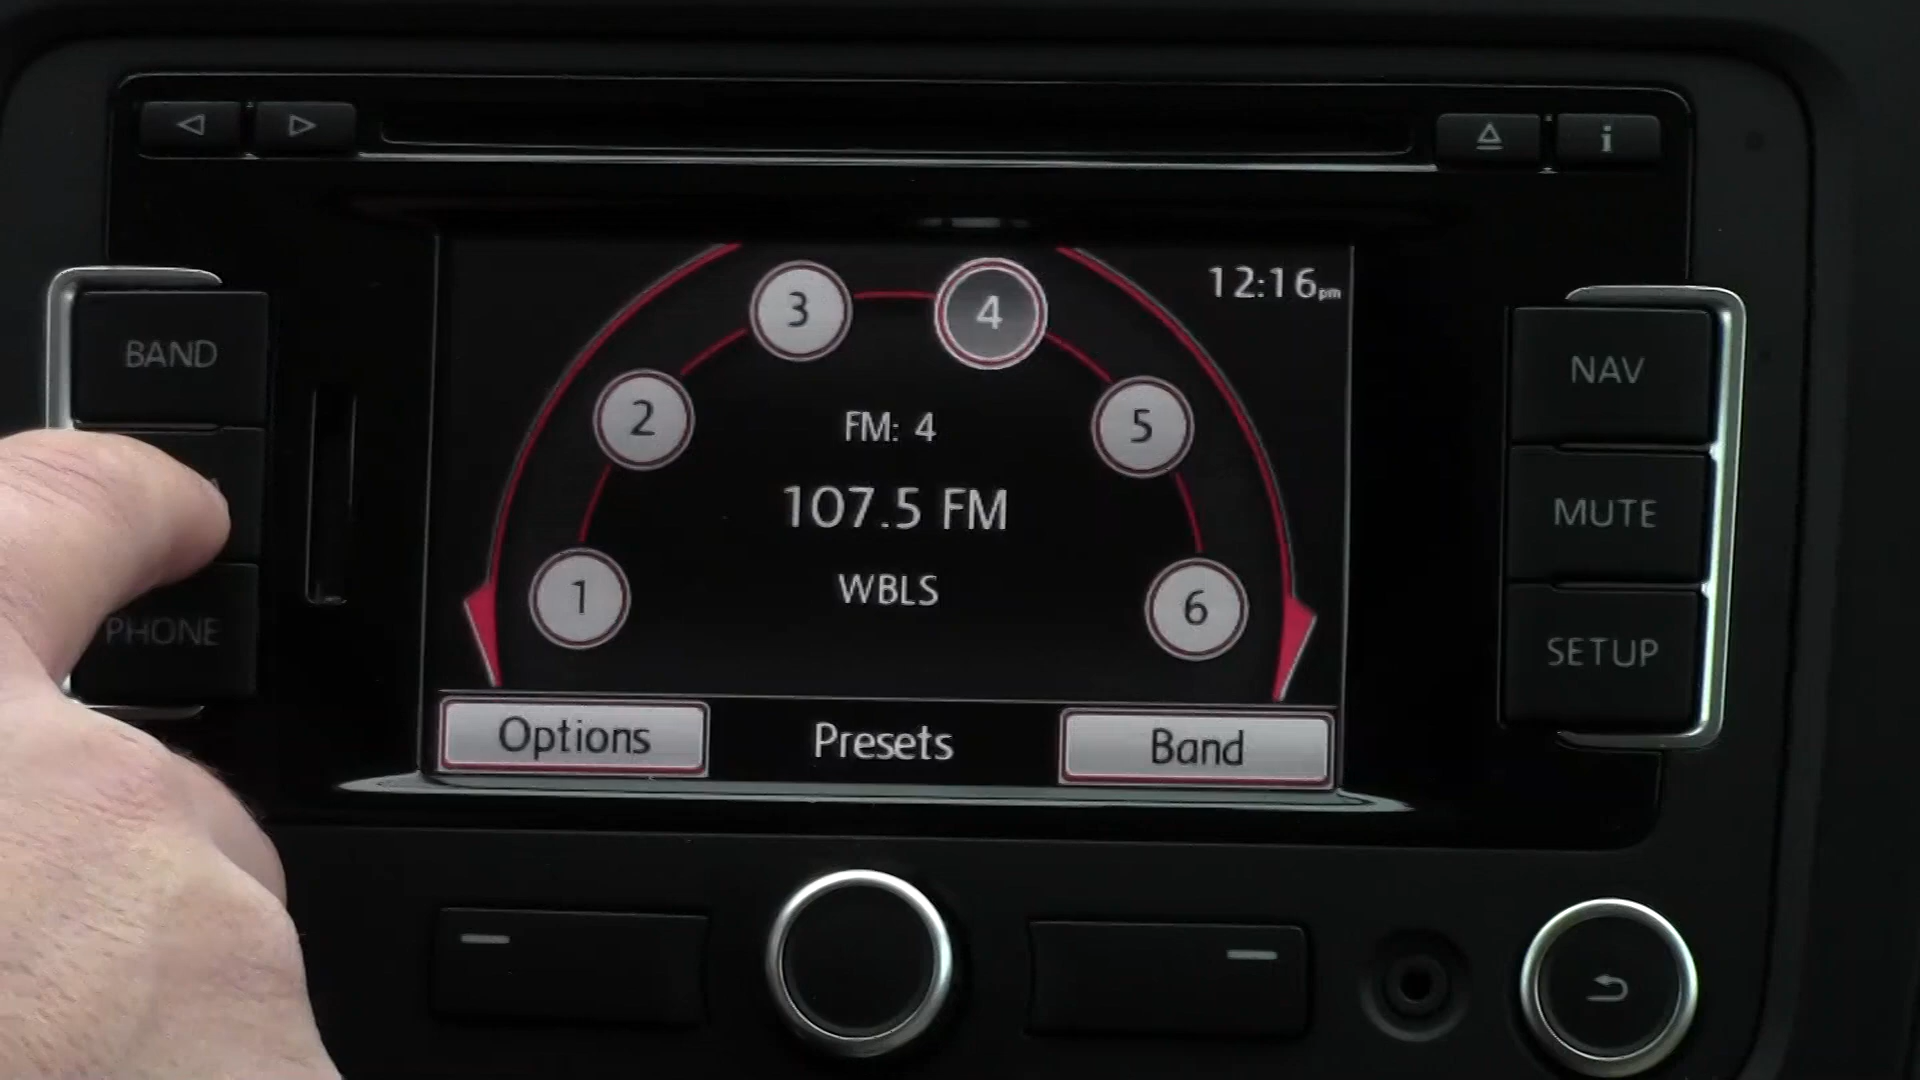 i
BAND
PHONE
3
4
12:16pm
2
5
FM: 4
107.5 FM
WBLS
1
6
Options
Presets
Band
NAV
MUTE
SETUP